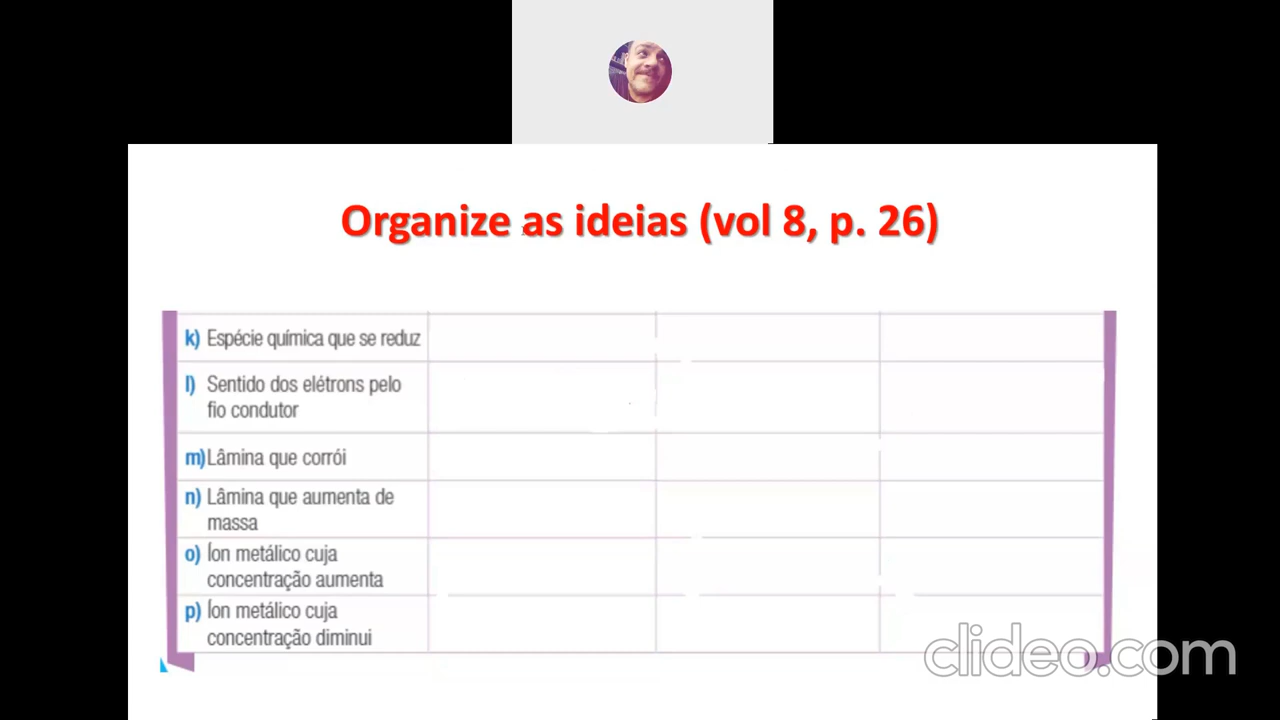 Organize as ideias (vol 8, p. 26)
k) Espécie química que se reduz
l) Sentido dos elétrons pelo
fio condutor
m) Lâmina que corrói
n) Lâmina que aumenta de
massa
o) Íon metálico cuja
concentração aumenta
p) Íon metálico cuja
concentração diminui
clideo.com